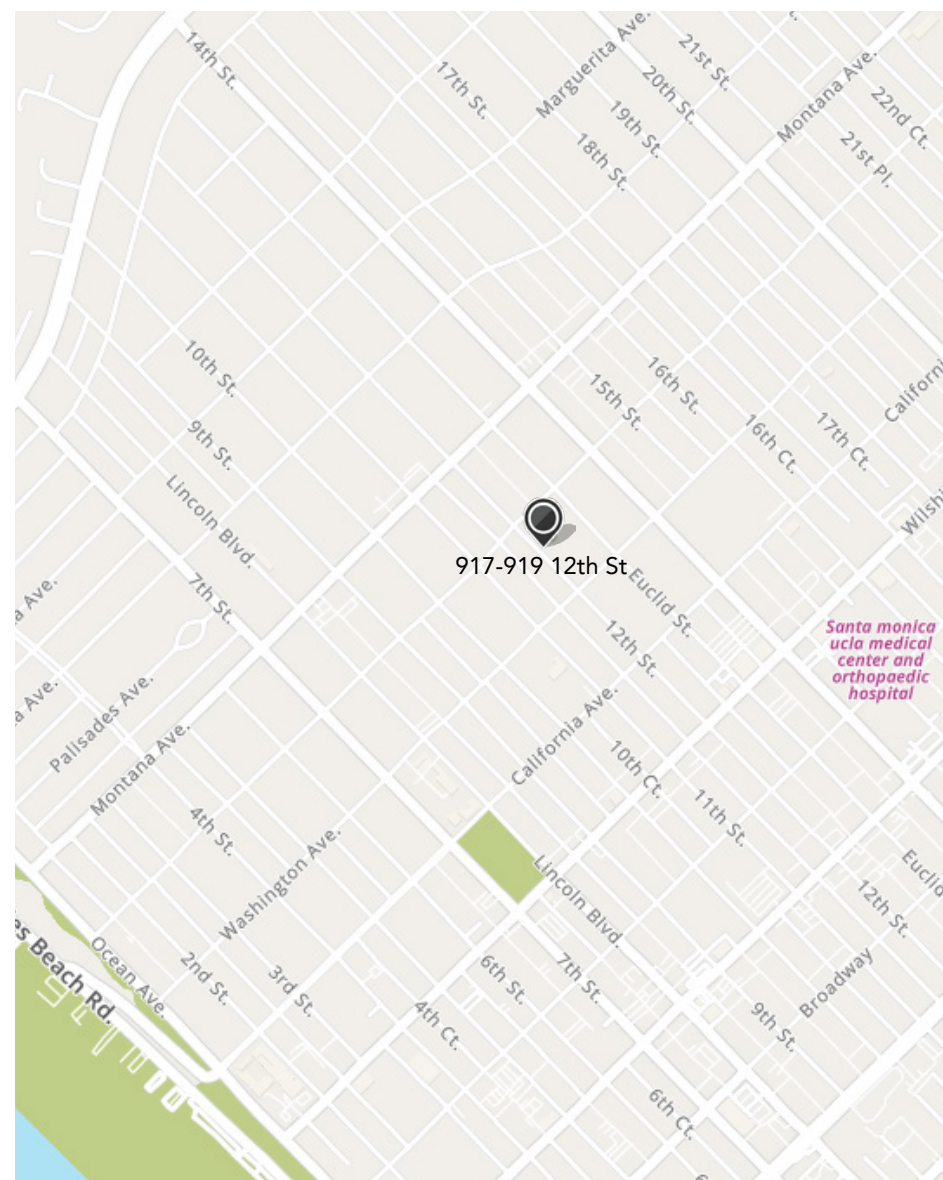 14th St.
17th St.
Marguerita Ave.
21st St.
20th St.
19th St.
18th St.
Montana Ave.
22nd Ct.
21st Pl.
10th St.
9th St.
Lincoln Blvd.
7th St.
16th St.
15th St.
16th Ct.
17th Ct.
917-919 12th St
Euclid St.
12th St.
Santa monica
ucla medical
center and
orthopaedic
hospital
Ave.
Ave.
Palisades Ave.
Montana Ave.
California Ave.
10th Ct.
11th St.
4th St.
Washington Ave.
Lincoln Blvd.
Euclid
12th St.
Beach Rd.
Ocean Ave.
2nd St.
3rd St.
4th Ct.
6th St.
7th St.
Broadway
9th St.
6th Ct.